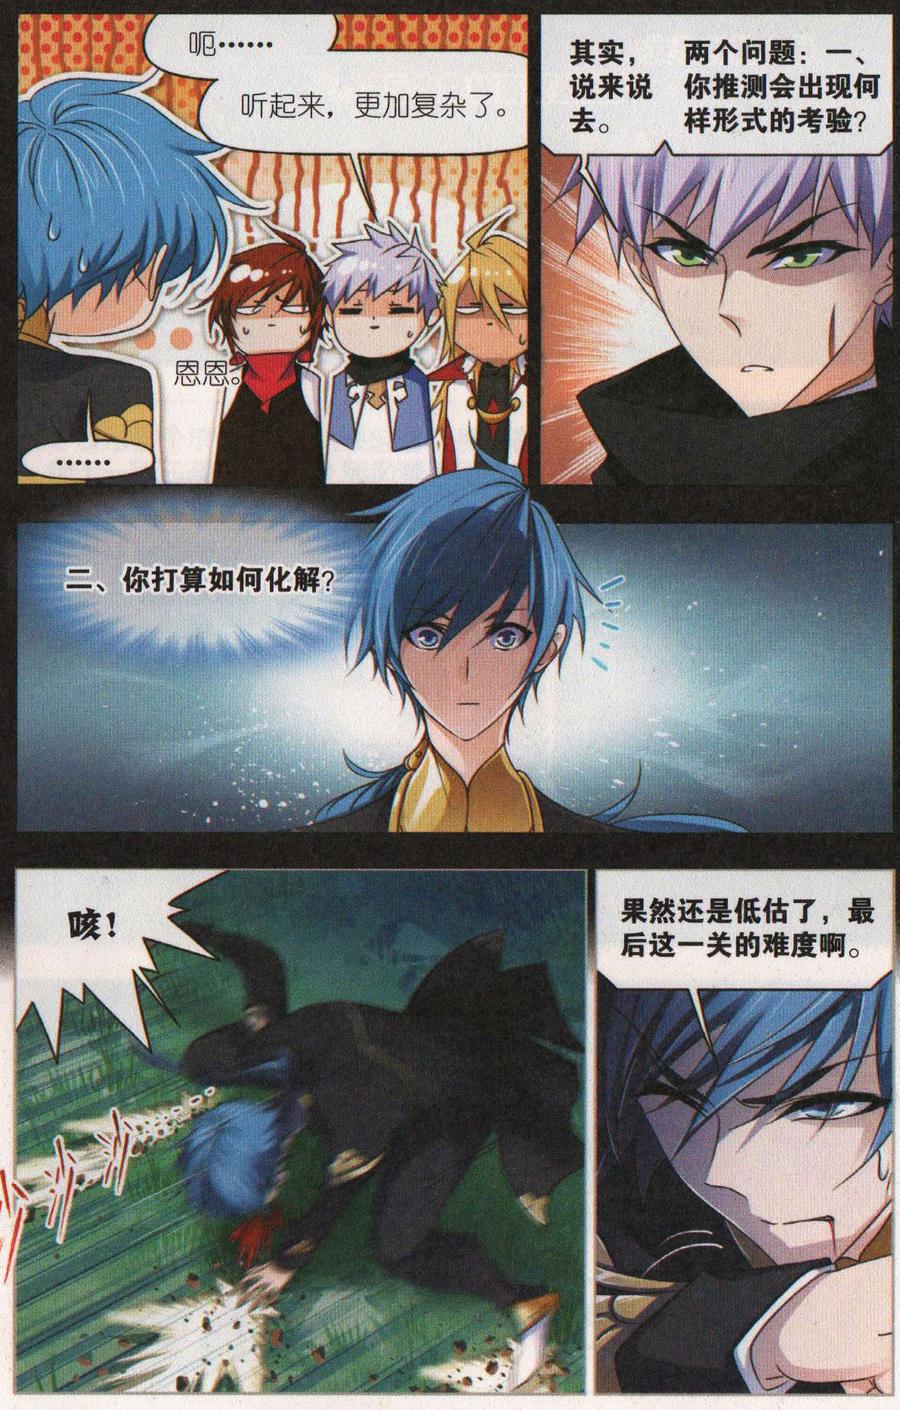 呃……
听起来，更加复杂了。
恩恩。
……
其实，
说来说
去。
两个问题：一、
你推测会出现何
样形式的考验？
二、你打算如何化解？
咳！
果然还是低估了，最
后这一关的难度啊。